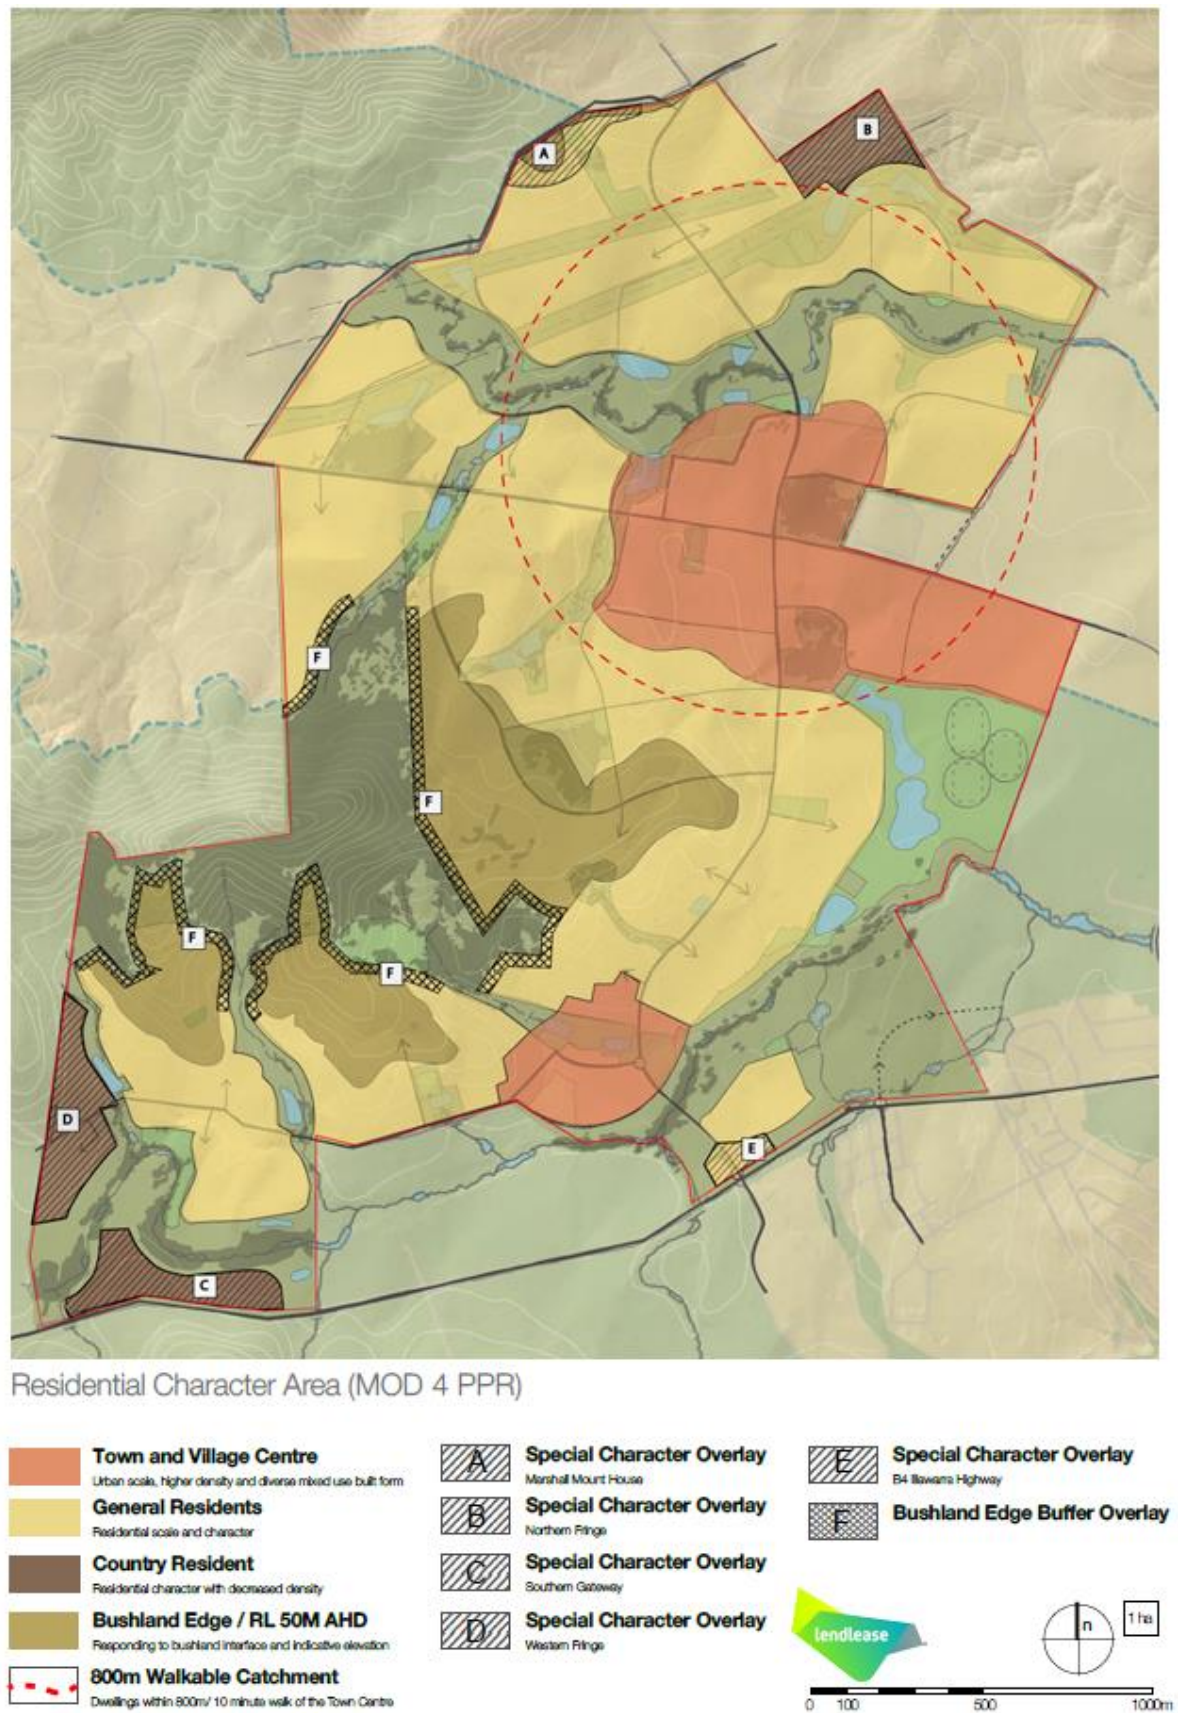 A
B
F
F
F
F
D
E
C
Residential Character Area (MOD 4 PPR)
Town and Village Centre
Urban scale, higher density and diverse mixed use built form
General Residents
Residential scale and character
Country Resident
Residential character with decreased density
Bushland Edge / RL 50M AHD
Responding to bushland interface and indicative elevation
800m Walkable Catchment
Dwellings within 800m/ 10 minute walk of the Town Centre
A
Special Character Overlay
Marshall Mount House
B
Special Character Overlay
Northern Fringe
C
Special Character Overlay
Southern Gateway
D
Special Character Overlay
Western Fringe
E
Special Character Overlay
B4 Illawarra Highway
F
Bushland Edge Buffer Overlay
lendlease
n
1 ha
0 100 500 1000m